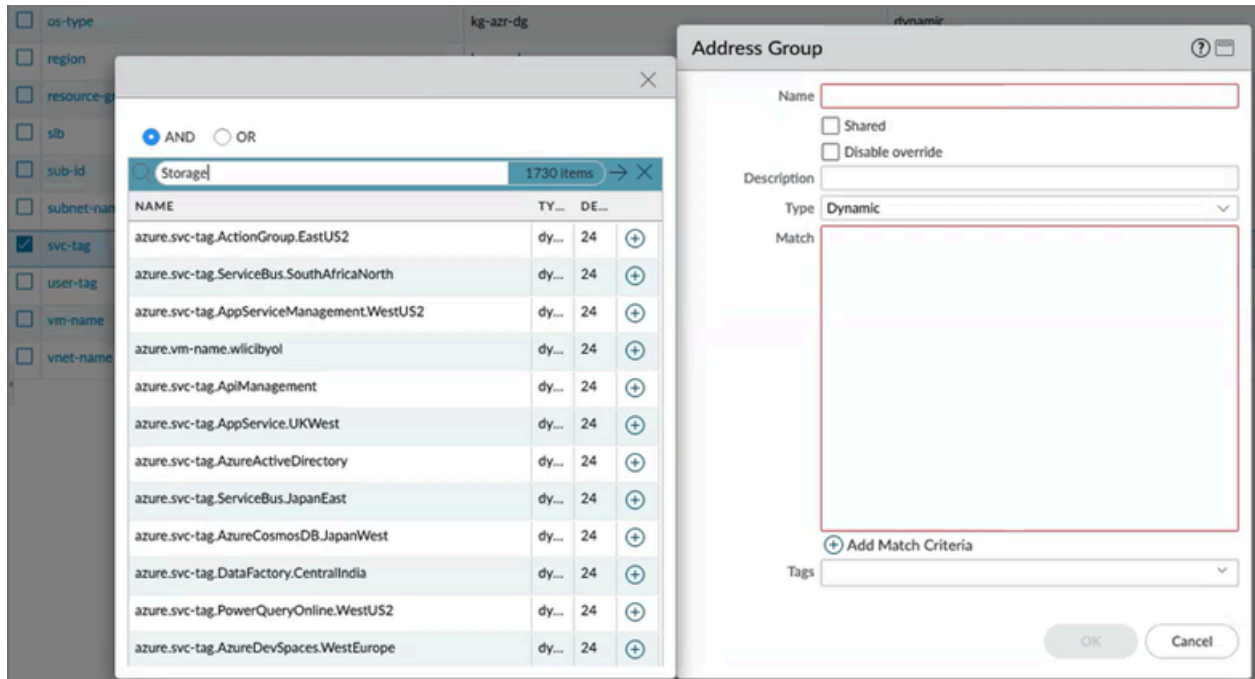 os-type kg-azr-dg dynamic
region
resource-gr
slb
sub-id
subnet-nam
svc-tag
user-tag
vm-name
vnet-name
AND OR
Storage 1730 items
NAME TY... DE...
azure.svc-tag.ActionGroup.EastUS2 dy... 24
azure.svc-tag.ServiceBus.SouthAfricaNorth dy... 24
azure.svc-tag.AppServiceManagement.WestUS2 dy... 24
azure.vm-name.wlicibyol dy... 24
azure.svc-tag.ApiManagement dy... 24
azure.svc-tag.AppService.UKWest dy... 24
azure.svc-tag.AzureActiveDirectory dy... 24
azure.svc-tag.ServiceBus.JapanEast dy... 24
azure.svc-tag.AzureCosmosDB.JapanWest dy... 24
azure.svc-tag.DataFactory.CentralIndia dy... 24
azure.svc-tag.PowerQueryOnline.WestUS2 dy... 24
azure.svc-tag.AzureDevSpaces.WestEurope dy... 24
Address Group
Name
Shared
Disable override
Description
Type Dynamic
Match
Add Match Criteria
Tags
OK Cancel